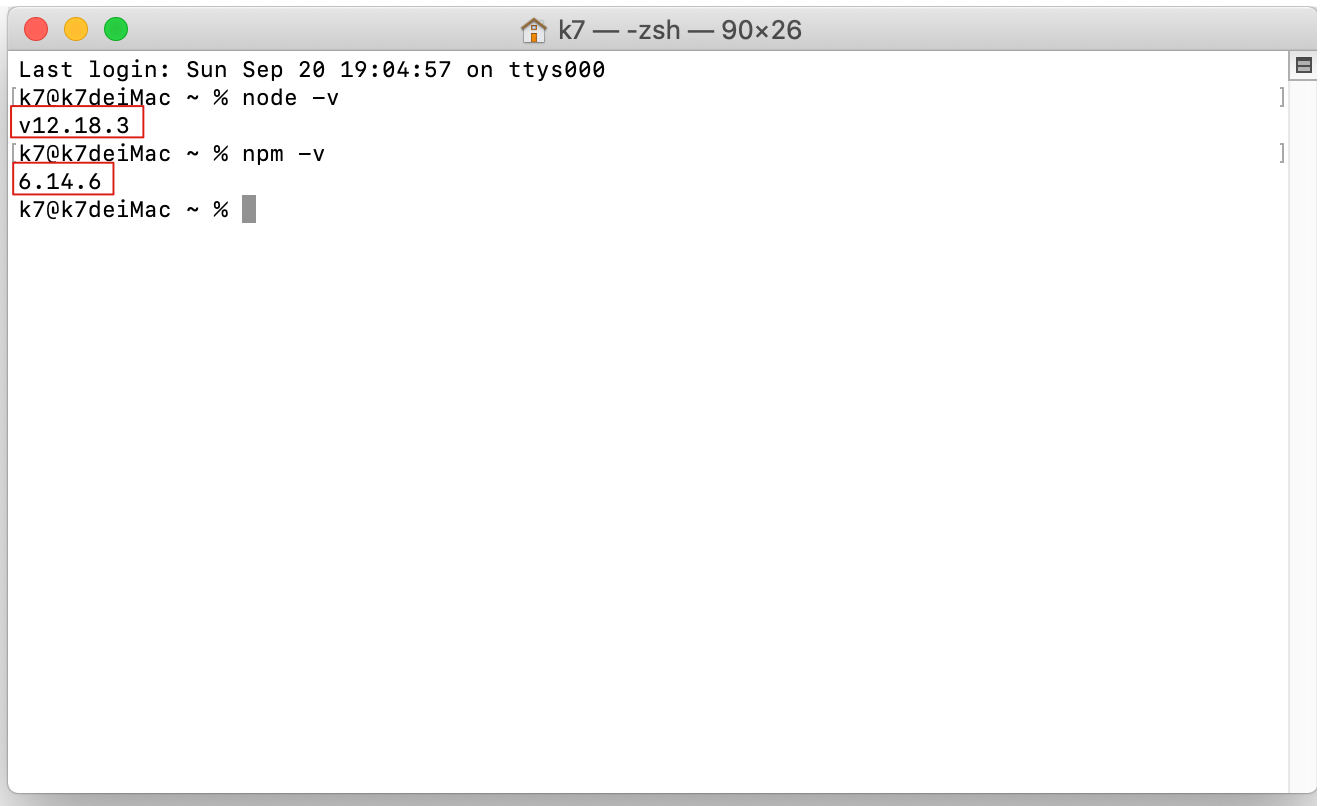 k7 — -zsh — 90×26
Last login: Sun Sep 20 19:04:57 on ttys000
[k7@k7deiMac ~ % node -v ]
v12.18.3
[k7@k7deiMac ~ % npm -v ]
6.14.6
k7@k7deiMac ~ %